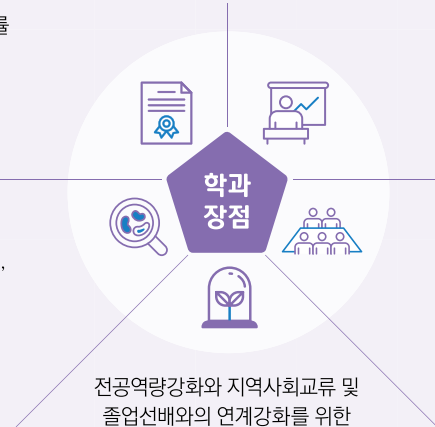 률
학과
장점
,
전공역량강화와 지역사회교류 및
졸업선배와의 연계강화를 위한